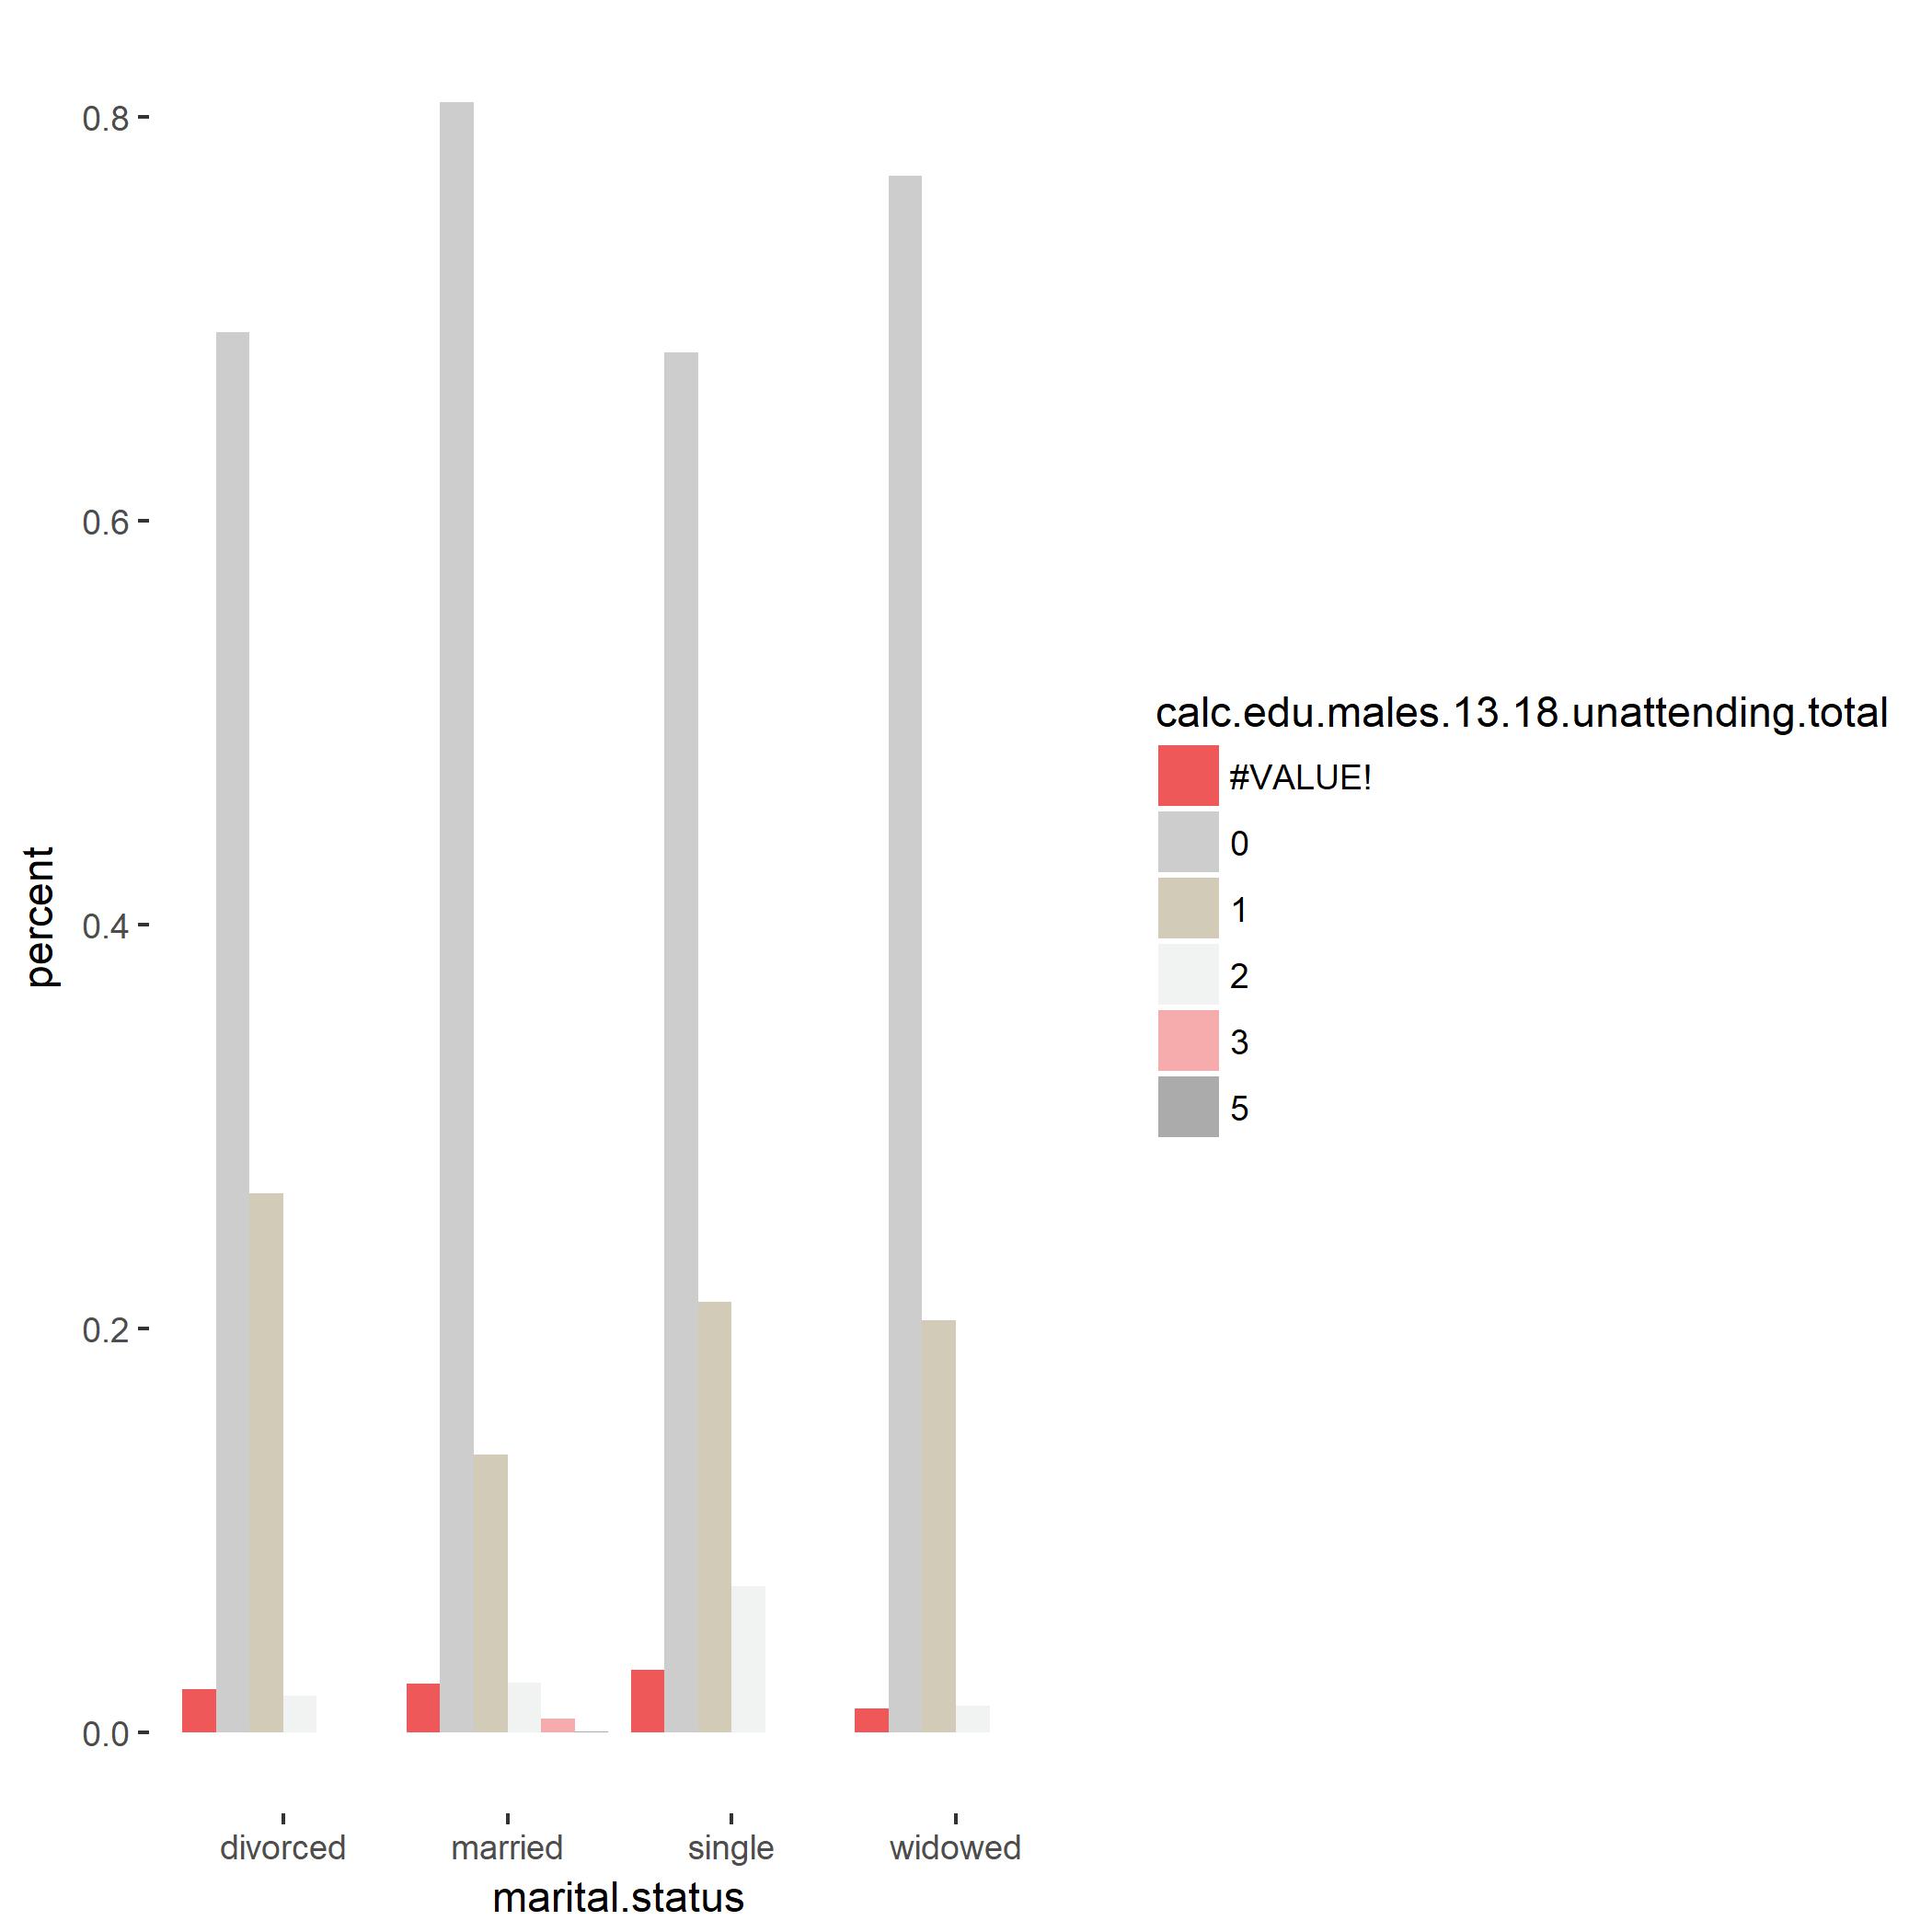 0.8
0.6
0.4
0.2
0.0
percent
divorced married single widowed
marital.status
calc.edu.males.13.18.unattending.total
#VALUE!
0
1
2
3
5